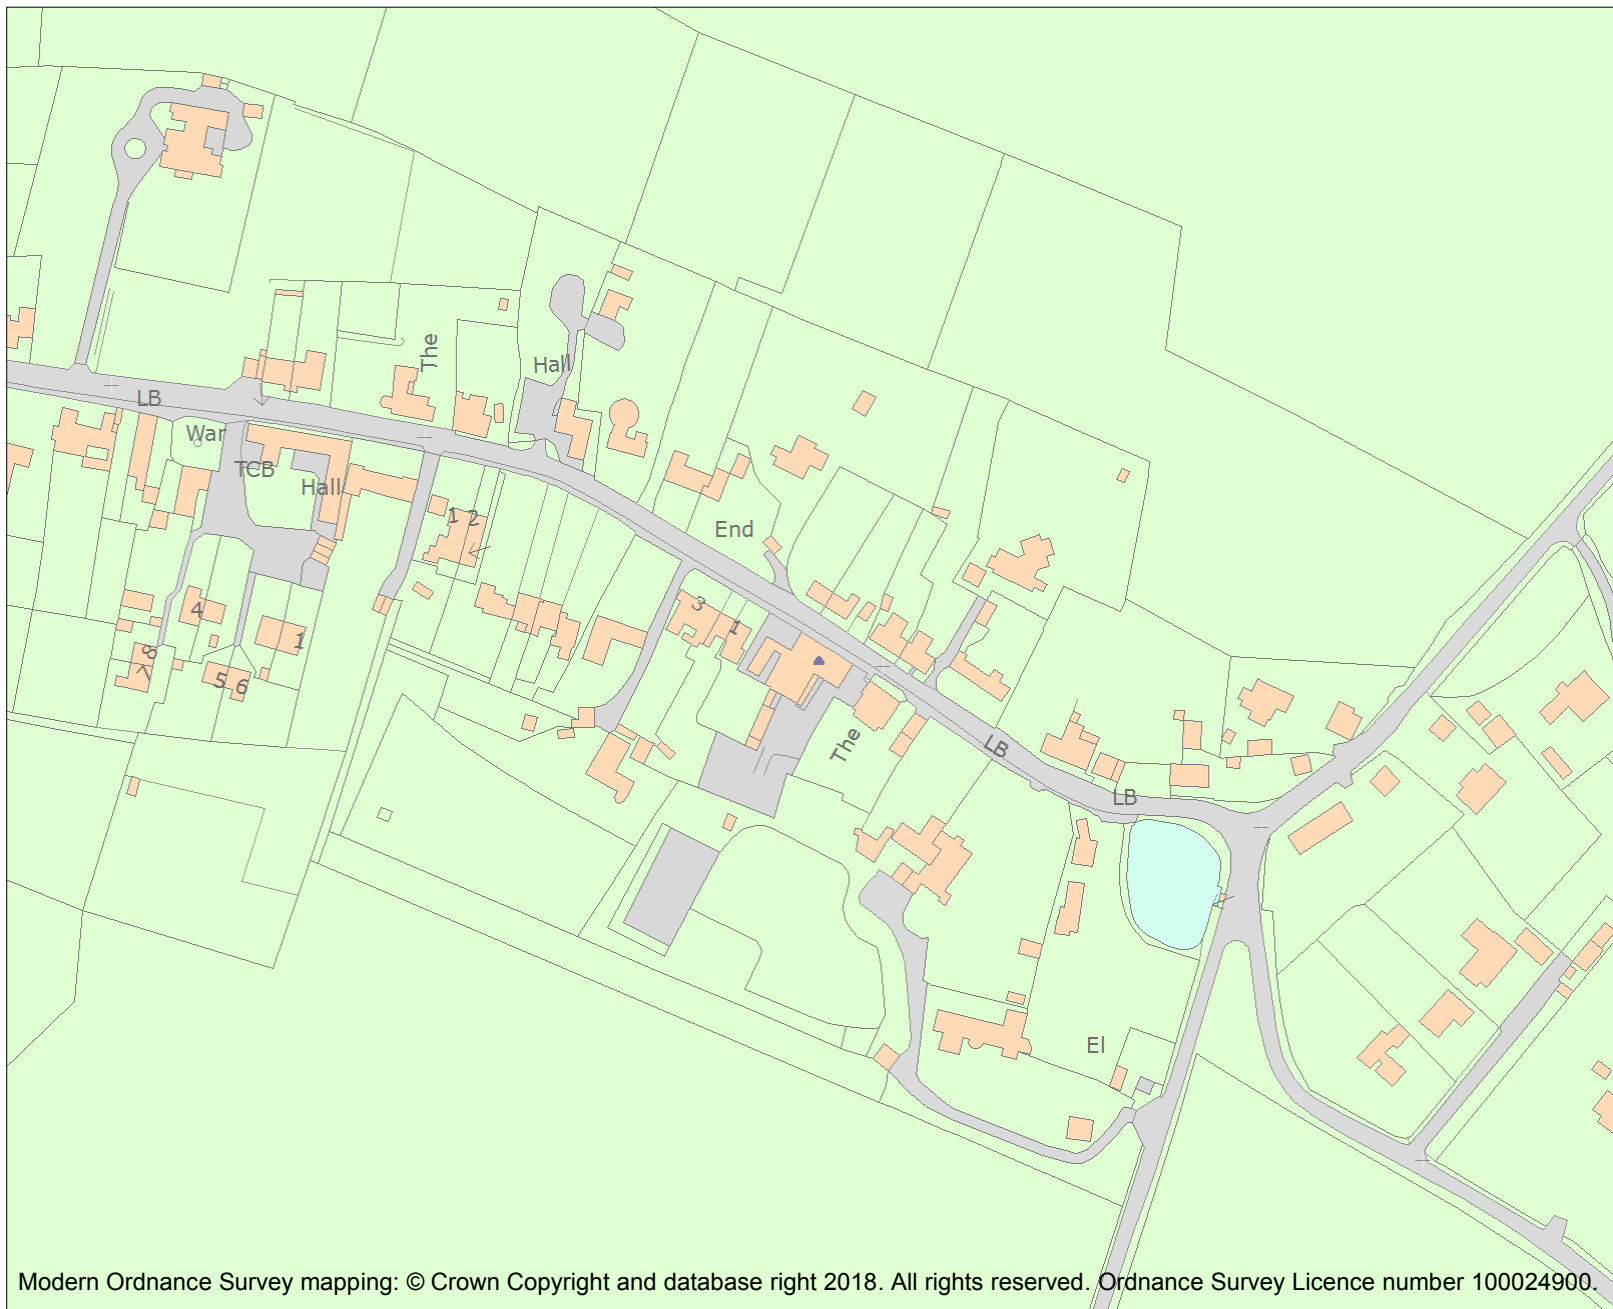 The
Hall
LB
War
TCB
Hall
1 2
End
4
3
1
1
8
7
5
6
The
LB
LB
El
Modern Ordnance Survey mapping: © Crown Copyright and database right 2018. All rights reserved. Ordnance Survey Licence number 100024900.